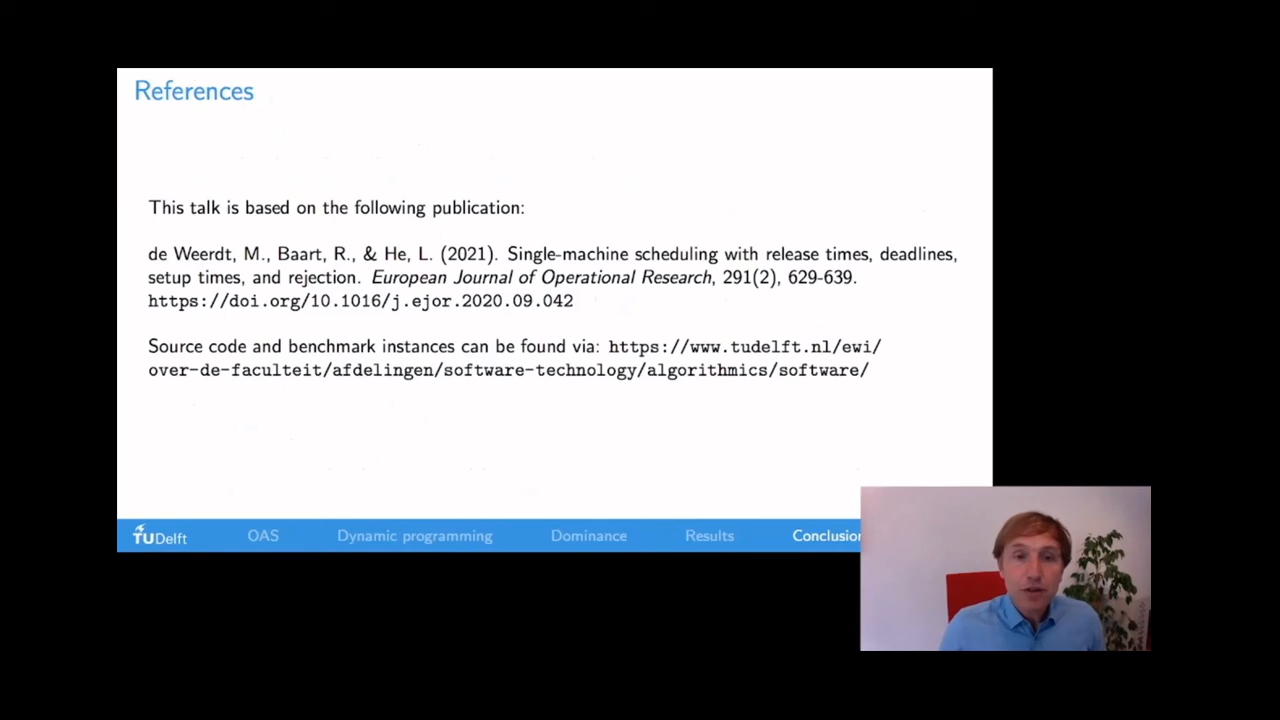 References
This talk is based on the following publication:
de Weerdt, M., Baart, R., & He, L. (2021). Single-machine scheduling with release times, deadlines,
setup times, and rejection. European Journal of Operational Research, 291(2), 629-639.
https://doi.org/10.1016/j.ejor.2020.09.042
Source code and benchmark instances can be found via: https://www.tudelft.nl/ewi/
over-de-faculteit/afdelingen/software-technology/algorithmics/software/
TUDelft OAS Dynamic programming Dominance Results Conclusion